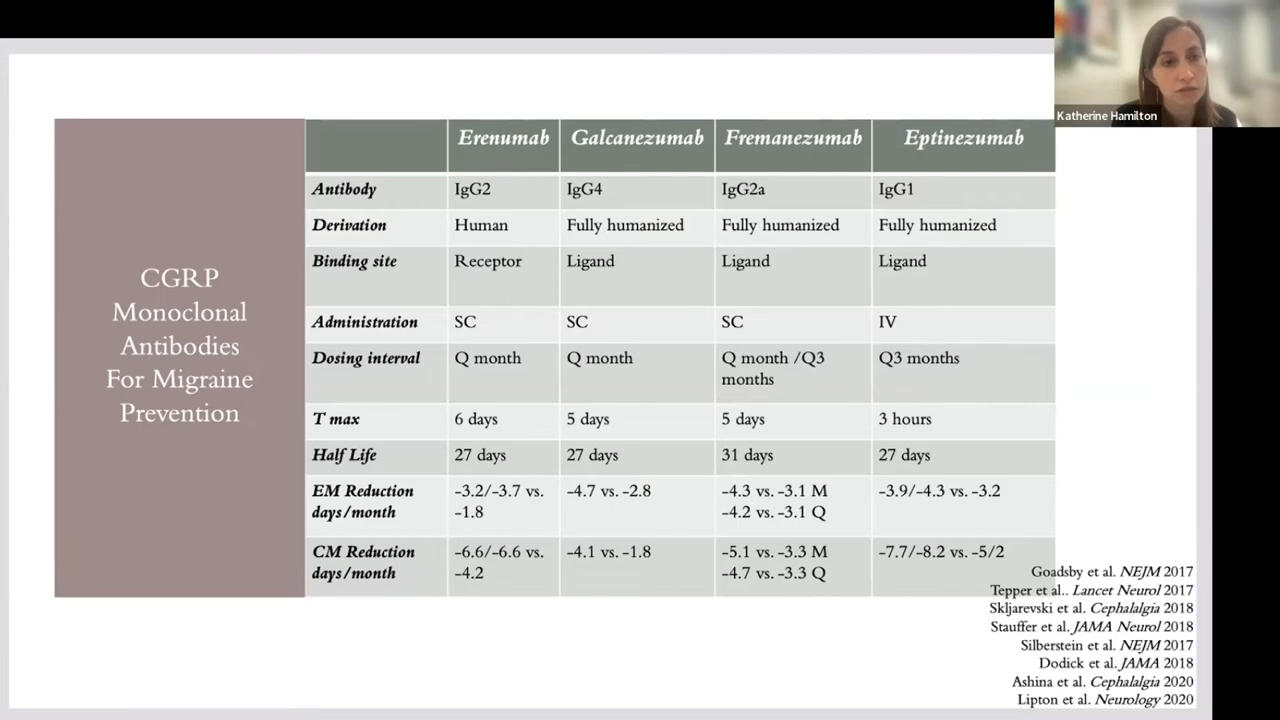 Katherine Hamilton
CGRP
Monoclonal
Antibodies
For Migraine
Prevention
Erenumab Galcanezumab Fremanezumab Eptinezumab
Antibody IgG2 IgG4 IgG2a IgG1
Derivation Human Fully humanized Fully humanized Fully humanized
Binding site Receptor Ligand Ligand Ligand
Administration SC SC SC IV
Dosing interval Q month Q month Q month /Q3 Q3 months
months
T max 6 days 5 days 5 days 3 hours
Half Life 27 days 27 days 31 days 27 days
EM Reduction -3.2/-3.7 vs. -4.7 vs. -2.8 -4.3 vs. -3.1 M -3.9/-4.3 vs. -3.2
days/month -1.8 -4.2 vs. -3.1 Q
CM Reduction -6.6/-6.6 vs. -4.1 vs. -1.8 -5.1 vs. -3.3 M -7.7/-8.2 vs. -5/2
days/month -4.2 -4.7 vs. -3.3 Q
Goadsby et al. NEJM 2017
Tepper et al.. Lancet Neurol 2017
Skljarevski et al. Cephalalgia 2018
Stauffer et al. JAMA Neurol 2018
Silberstein et al. NEJM 2017
Dodick et al. JAMA 2018
Ashina et al. Cephalalgia 2020
Lipton et al. Neurology 2020